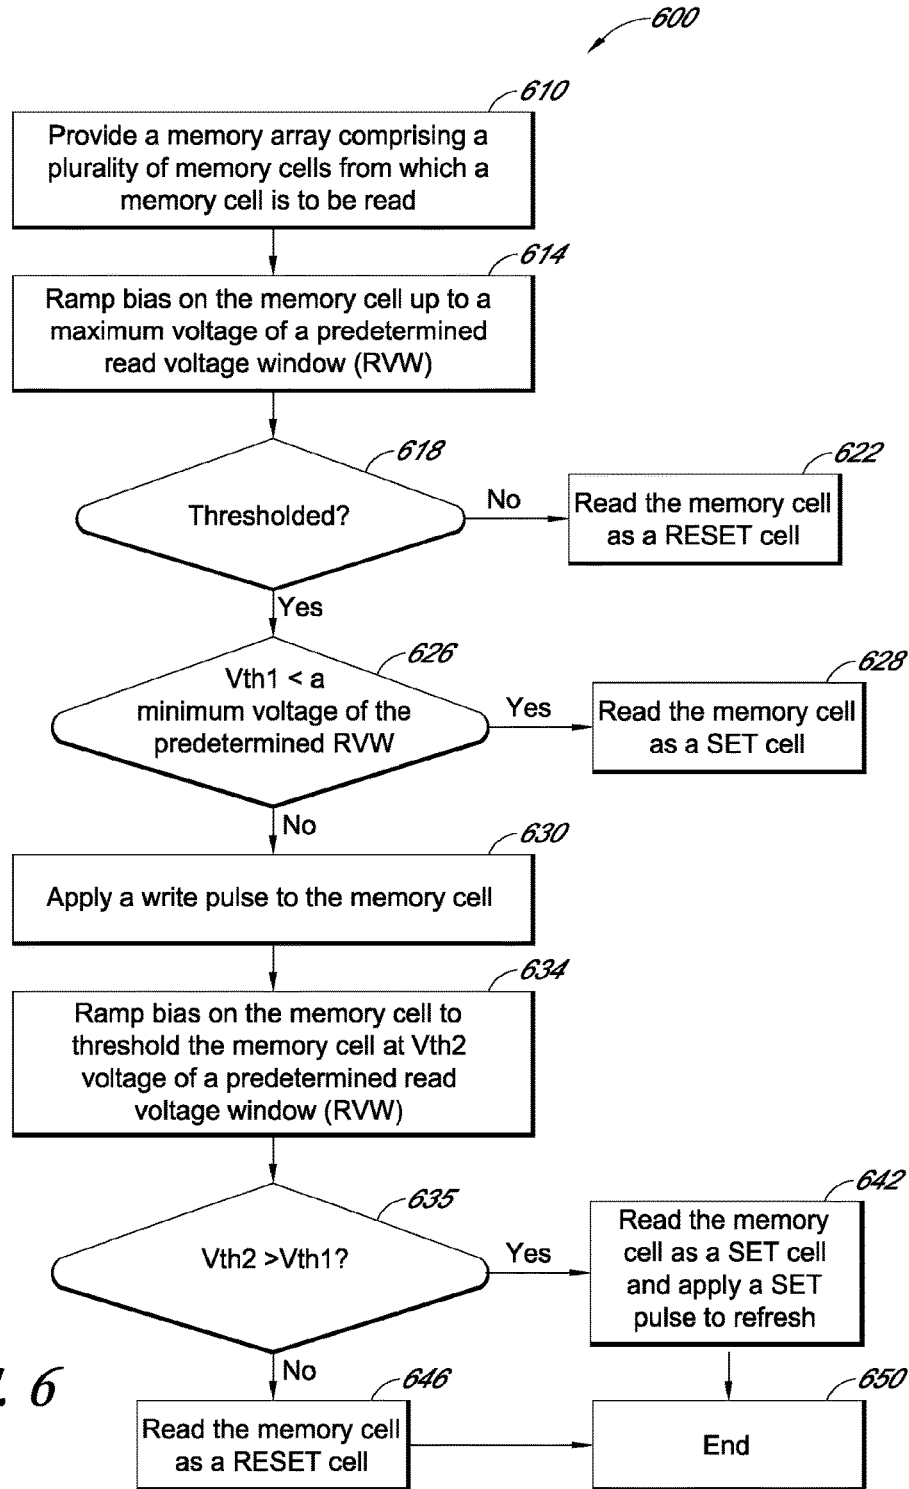 600
610
Provide a memory array comprising a
plurality of memory cells from which a
memory cell is to be read
614
Ramp bias on the memory cell up to a
maximum voltage of a predetermined
read voltage window (RVW)
618
Thresholded?
No
622
Read the memory cell
as a RESET cell
Yes
626
Vth1 < a
minimum voltage of the
predetermined RVW
Yes
628
Read the memory cell
as a SET cell
No
630
Apply a write pulse to the memory cell
634
Ramp bias on the memory cell to
threshold the memory cell at Vth2
voltage of a predetermined read
voltage window (RVW)
635
Vth2 >Vth1?
Yes
642
Read the memory
cell as a SET cell
and apply a SET
pulse to refresh
No
6
646
Read the memory cell
as a RESET cell
650
End